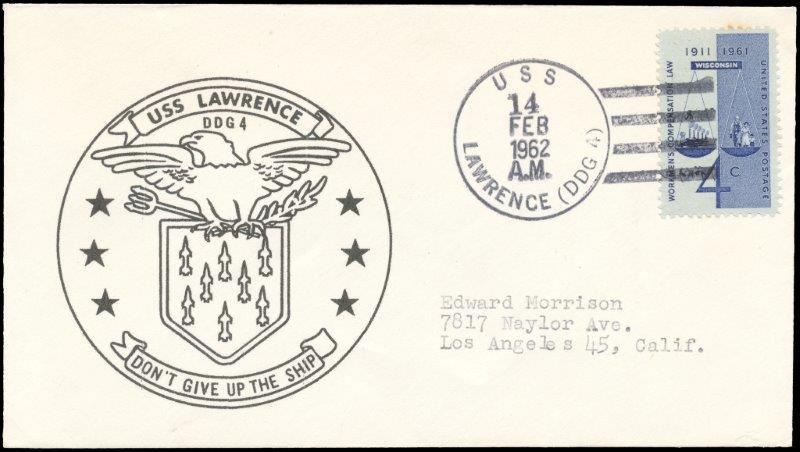 USS LAWRENCE
DDG 4
DON'T GIVE UP THE SHIP
USS
14
FEB
1962
A.M.
LAWRENCE (DDG 4)
1911 1961
WISCONSIN
WORKMEN'S COMPENSATION LAW
UNITED STATES POSTAGE
4 C
Edward Morrison
7817 Naylor Ave.
Los Angeles 45, Calif.